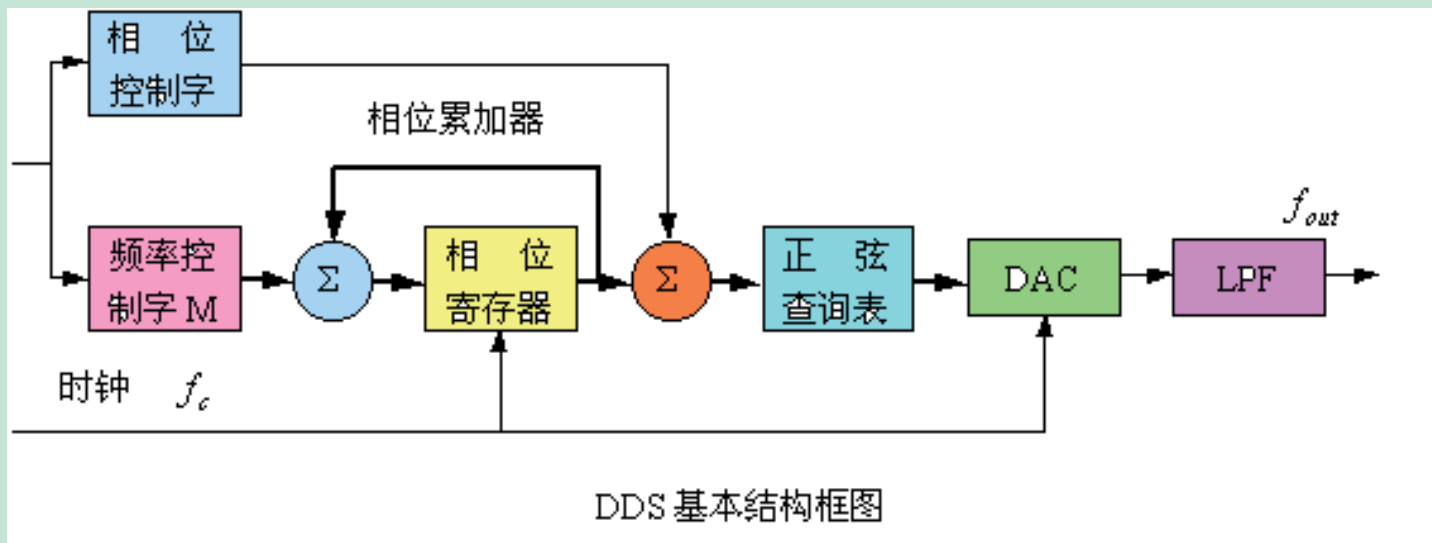 相 位
控制字
相位累加器
频率控
制字 M
Σ
相 位
寄存器
Σ
正 弦
查询表
DAC
LPF
f_out
时钟 f_c
DDS 基本结构框图